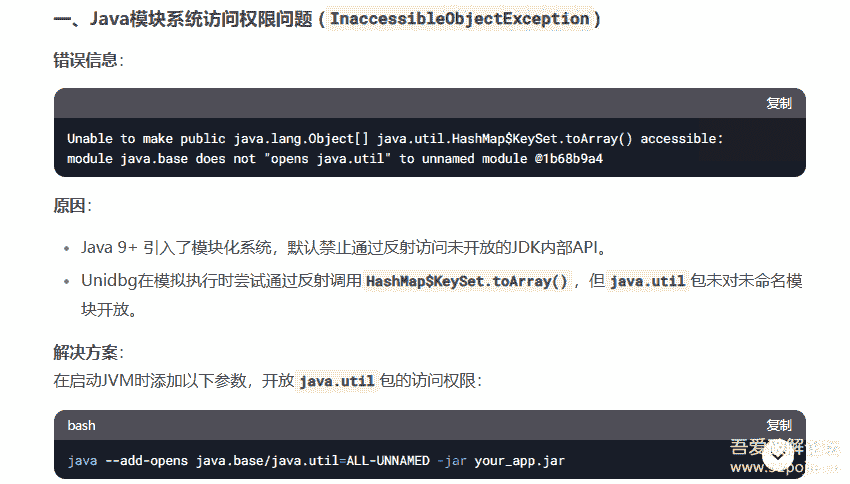 一、Java模块系统访问权限问题 (InaccessibleObjectException)
错误信息：
复制
Unable to make public java.lang.Object[] java.util.HashMap$KeySet.toArray() accessible:
module java.base does not "opens java.util" to unnamed module @1b68b9a4
原因：
Java 9+ 引入了模块化系统，默认禁止通过反射访问未开放的JDK内部API。
Unidbg在模拟执行时尝试通过反射调用 HashMap$KeySet.toArray() ，但 java.util 包未对未命名模
块开放。
解决方案：
在启动JVM时添加以下参数，开放 java.util 包的访问权限：
bash
复制
java --add-opens java.base/java.util=ALL-UNNAMED -jar your_app.jar